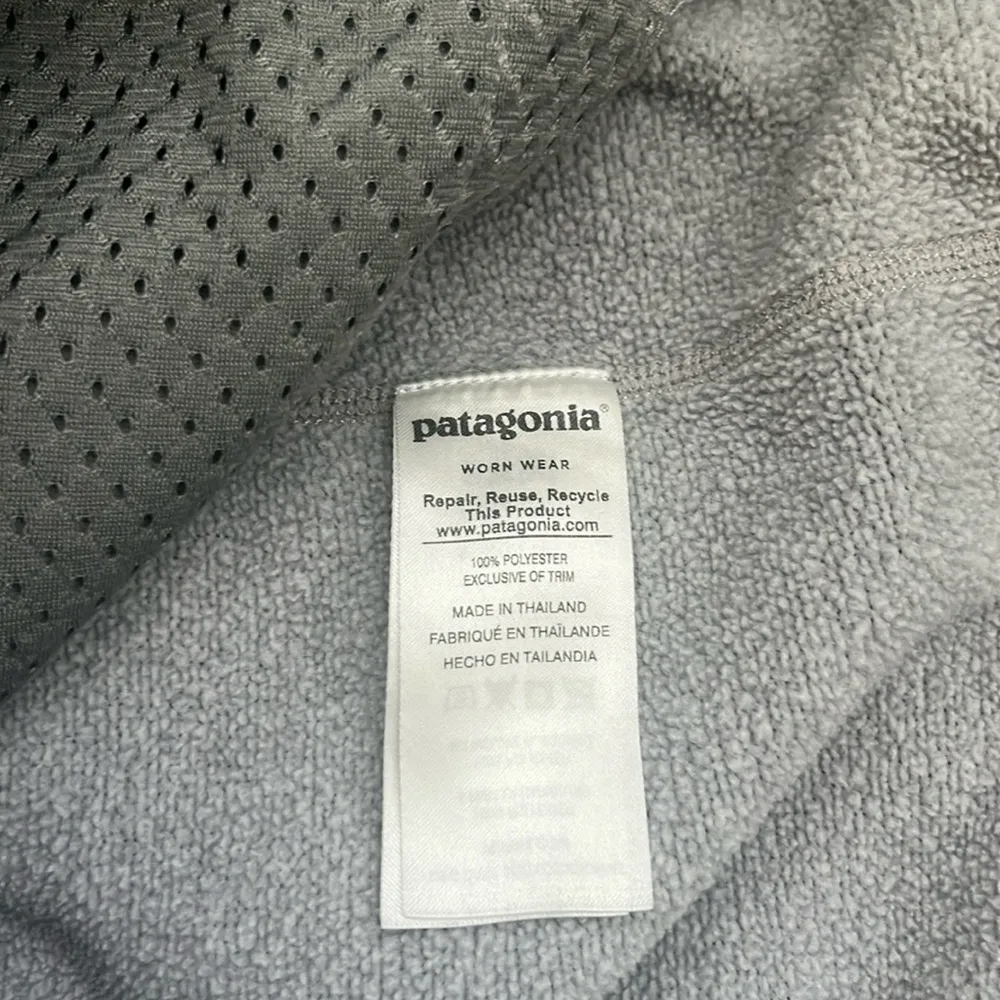 patagonia®
WORN WEAR
Repair, Reuse, Recycle
This Product
www.patagonia.com
100% POLYESTER
EXCLUSIVE OF TRIM
MADE IN THAILAND
FABRIQUÉ EN THAÏLANDE
HECHO EN TAILANDIA